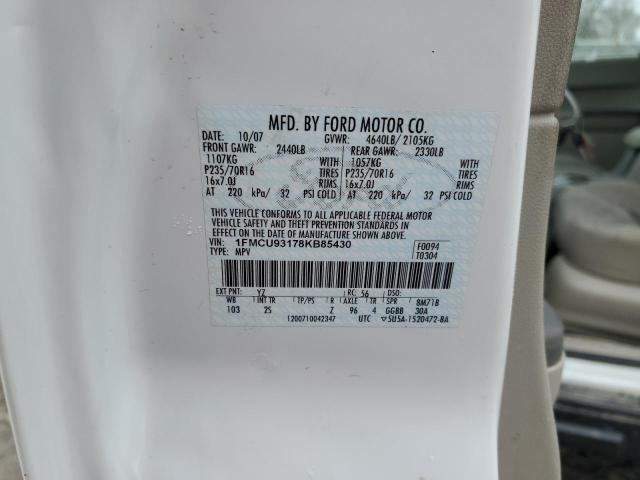 MFD. BY FORD MOTOR CO.
DATE: 10/07 GVWR: 4640LB/ 2105KG
FRONT GAWR: 2440LB REAR GAWR: 2330LB
1107KG WITH 1057KG WITH
P235/70R16 TIRES P235/70R16 TIRES
16x7.0J RIMS 16x7.0J RIMS
AT 220 kPa/ 32 PSI COLD AT 220 kPa/ 32 PSI COLD
THIS VEHICLE CONFORMS TO ALL APPLICABLE FEDERAL MOTOR
VEHICLE SAFETY AND THEFT PREVENTION STANDARDS IN
EFFECT ON THE DATE OF MANUFACTURE SHOWN ABOVE.
VIN: 1FMCU93178KB85430 F0094
TYPE: MPV T0304
EXT PNT: YZ RC: 56 DSO:
WB INT TR TP/PS R AXLE TR SPR 8M71B
103 2S Z 96 4 GGBB 30A
1200710042347 UTC 5U5A-1520472-BA